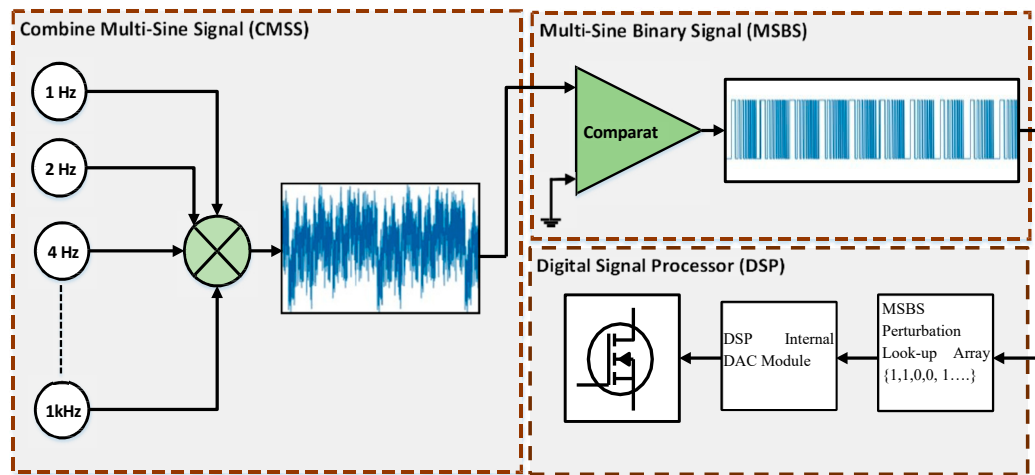 Combine Multi-Sine Signal (CMSS)
1 Hz
2 Hz
4 Hz
1kHz
Multi-Sine Binary Signal (MSBS)
Comparat
Digital Signal Processor (DSP)
DSP Internal
DAC Module
MSBS
Perturbation
Look-up Array
{1,1,0,0, 1….}